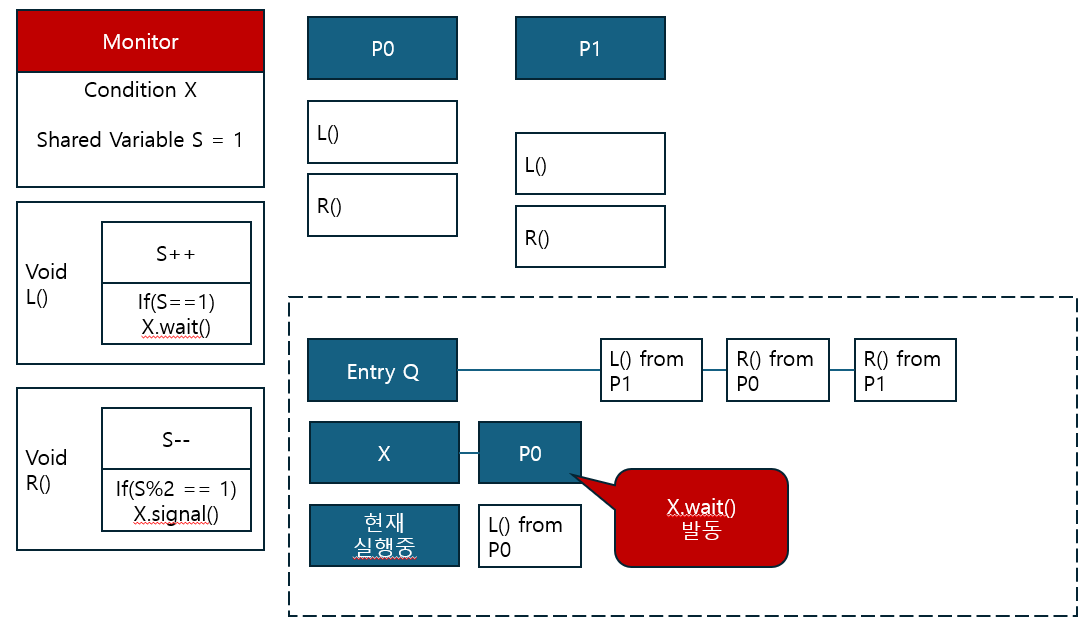 Monitor
Condition X
Shared Variable S = 1
Void
L()
S++
If(S==1)
X.wait()
Void
R()
S--
If(S%2 == 1)
X.signal()
P0
L()
R()
P1
L()
R()
Entry Q
L() from
P1
R() from
P0
R() from
P1
X
P0
X.wait()
발동
현재
실행중
L() from
P0